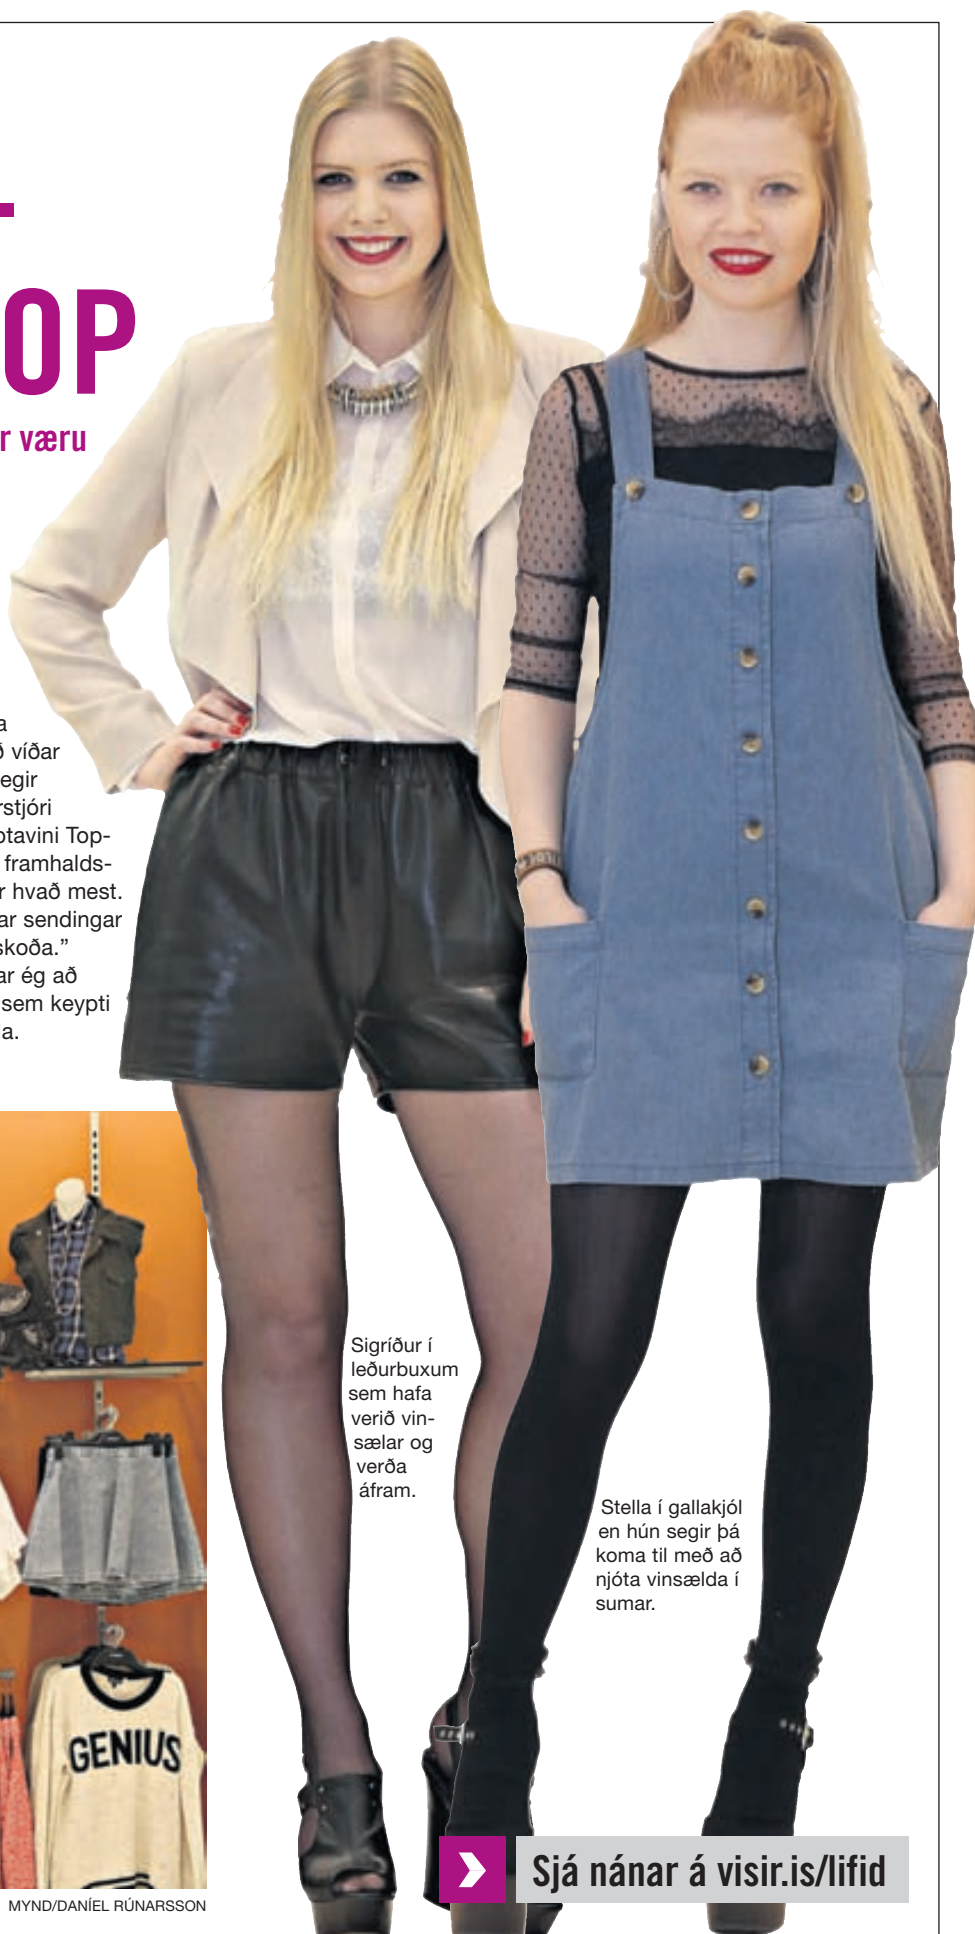 OP
r væru
a
ð víðar
egir
rstjóri
ptavini Top-
framhalds-
r hvað mest.
ar sendingar
skoða.”
ar ég að
sem keypti
a.
Sigríður í
leðurbuxum
sem hafa
verið vin-
sælar og
verða
áfram.
Stella í gallakjól
en hún segir þá
koma til með að
njóta vinsælda í
sumar.
GENIUS
MYND/DANÍEL RÚNARSSON
Sjá nánar á visir.is/lifid